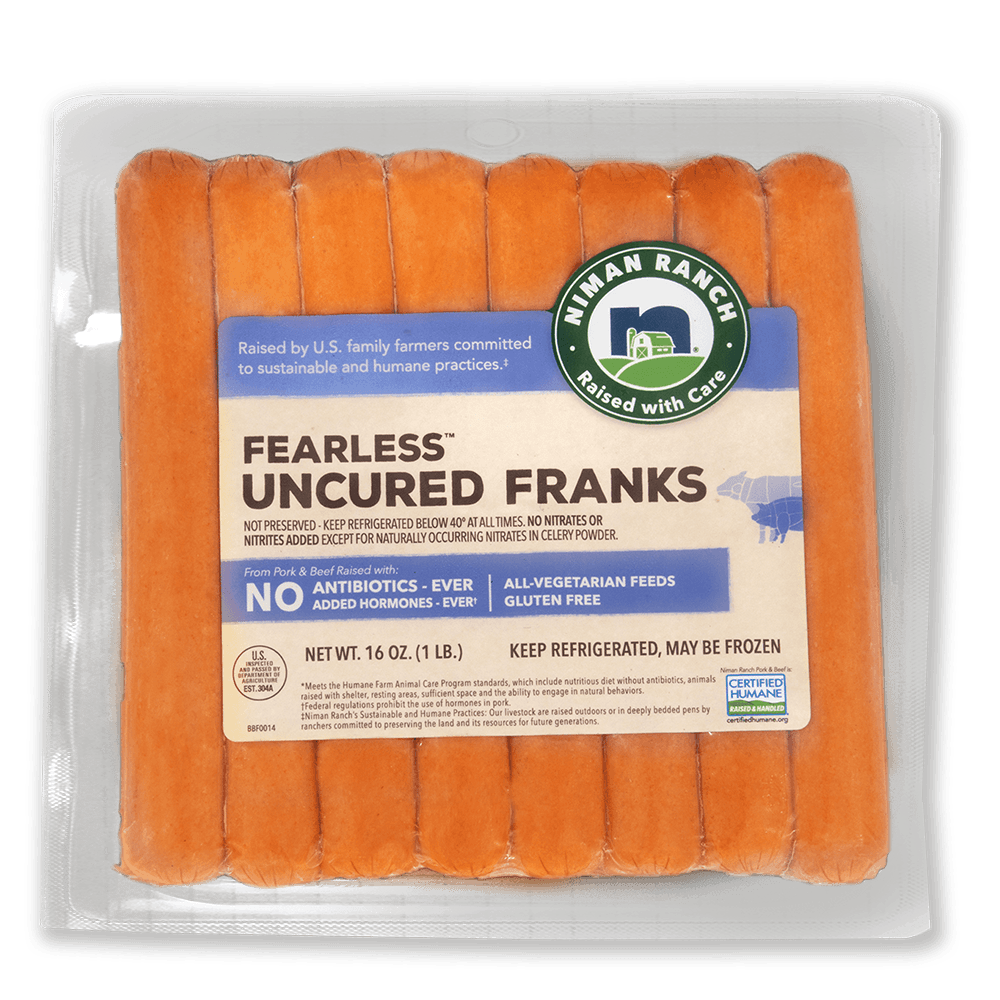 NIMAN RANCH
n
Raised with Care
Raised by U.S. family farmers committed
to sustainable and humane practices.‡
FEARLESS™
UNCURED FRANKS
NOT PRESERVED - KEEP REFRIGERATED BELOW 40° AT ALL TIMES. NO NITRATES OR
NITRITES ADDED EXCEPT FOR NATURALLY OCCURRING NITRATES IN CELERY POWDER.
From Pork & Beef Raised with:
NO ANTIBIOTICS - EVER
ADDED HORMONES - EVER†
ALL-VEGETARIAN FEEDS
GLUTEN FREE
U.S.
INSPECTED
AND PASSED BY
DEPARTMENT OF
AGRICULTURE
EST. 304A
NET WT. 16 OZ. (1 LB.)
KEEP REFRIGERATED, MAY BE FROZEN
Niman Ranch Pork & Beef is:
CERTIFIED
HUMANE
RAISED & HANDLED
certifiedhumane.org
*Meets the Humane Farm Animal Care Program standards, which include nutritious diet without antibiotics, animals
raised with shelter, resting areas, sufficient space and the ability to engage in natural behaviors.
†Federal regulations prohibit the use of hormones in pork.
‡Niman Ranch's Sustainable and Humane Practices: Our livestock are raised outdoors or in deeply bedded pens by
ranchers committed to preserving the land and its resources for future generations.
BBF0014